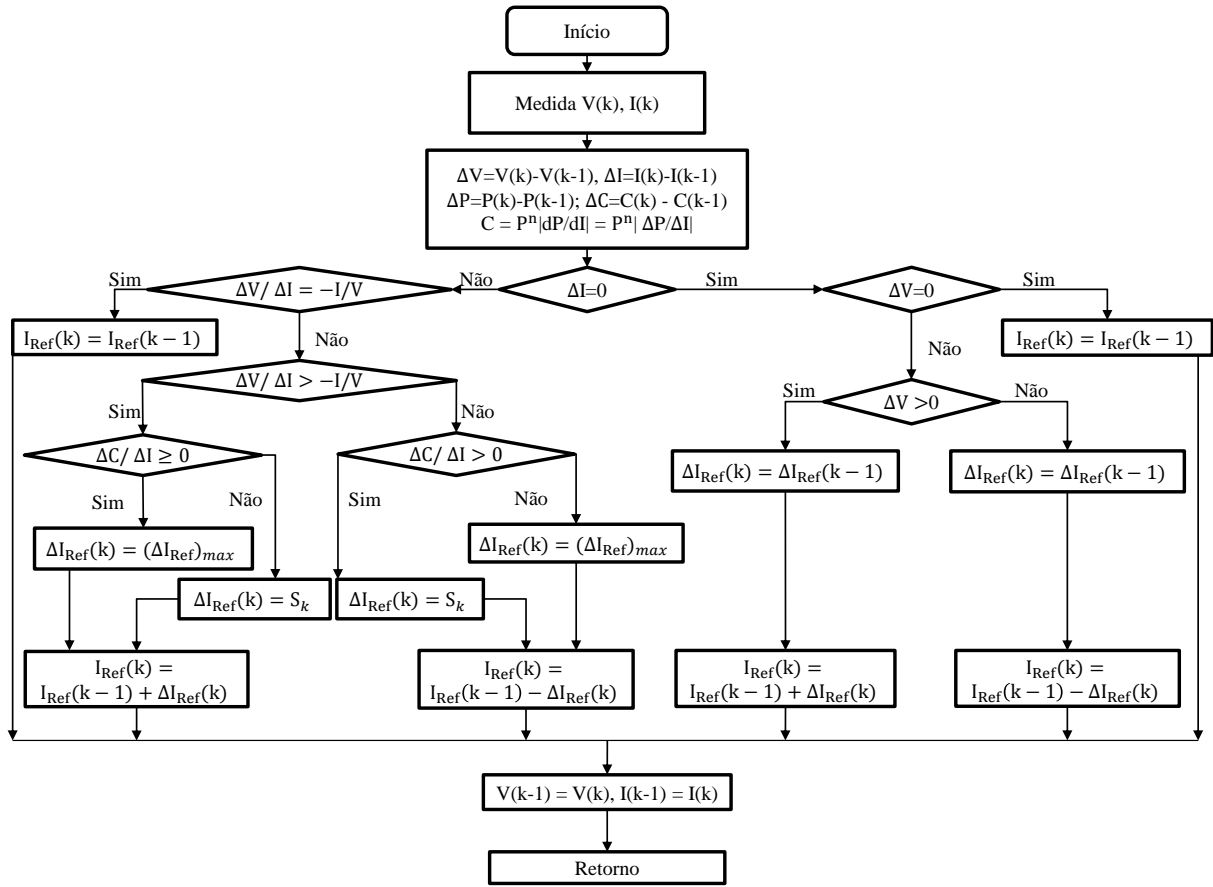 Início
Medida V(k), I(k)
ΔV=V(k)-V(k-1), ΔI=I(k)-I(k-1)
ΔP=P(k)-P(k-1); ΔC=C(k) - C(k-1)
C = Pⁿ|dP/dI| = Pⁿ| ΔP/ΔI|
Sim
ΔV/ ΔI = −I/V
Não
ΔI=0
Sim
ΔV=0
Sim
I_Ref(k) = I_Ref(k − 1)
Não
Não
I_Ref(k) = I_Ref(k − 1)
ΔV/ ΔI > −I/V
Sim
Não
Sim
ΔV >0
Não
ΔC/ ΔI ≥ 0
ΔC/ ΔI > 0
ΔI_Ref(k) = ΔI_Ref(k − 1)
ΔI_Ref(k) = ΔI_Ref(k − 1)
Sim
Não
Sim
Não
ΔI_Ref(k) = (ΔI_Ref)_max
ΔI_Ref(k) = (ΔI_Ref)_max
ΔI_Ref(k) = S_k
ΔI_Ref(k) = S_k
I_Ref(k) =
I_Ref(k − 1) + ΔI_Ref(k)
I_Ref(k) =
I_Ref(k − 1) − ΔI_Ref(k)
I_Ref(k) =
I_Ref(k − 1) + ΔI_Ref(k)
I_Ref(k) =
I_Ref(k − 1) − ΔI_Ref(k)
V(k-1) = V(k), I(k-1) = I(k)
Retorno